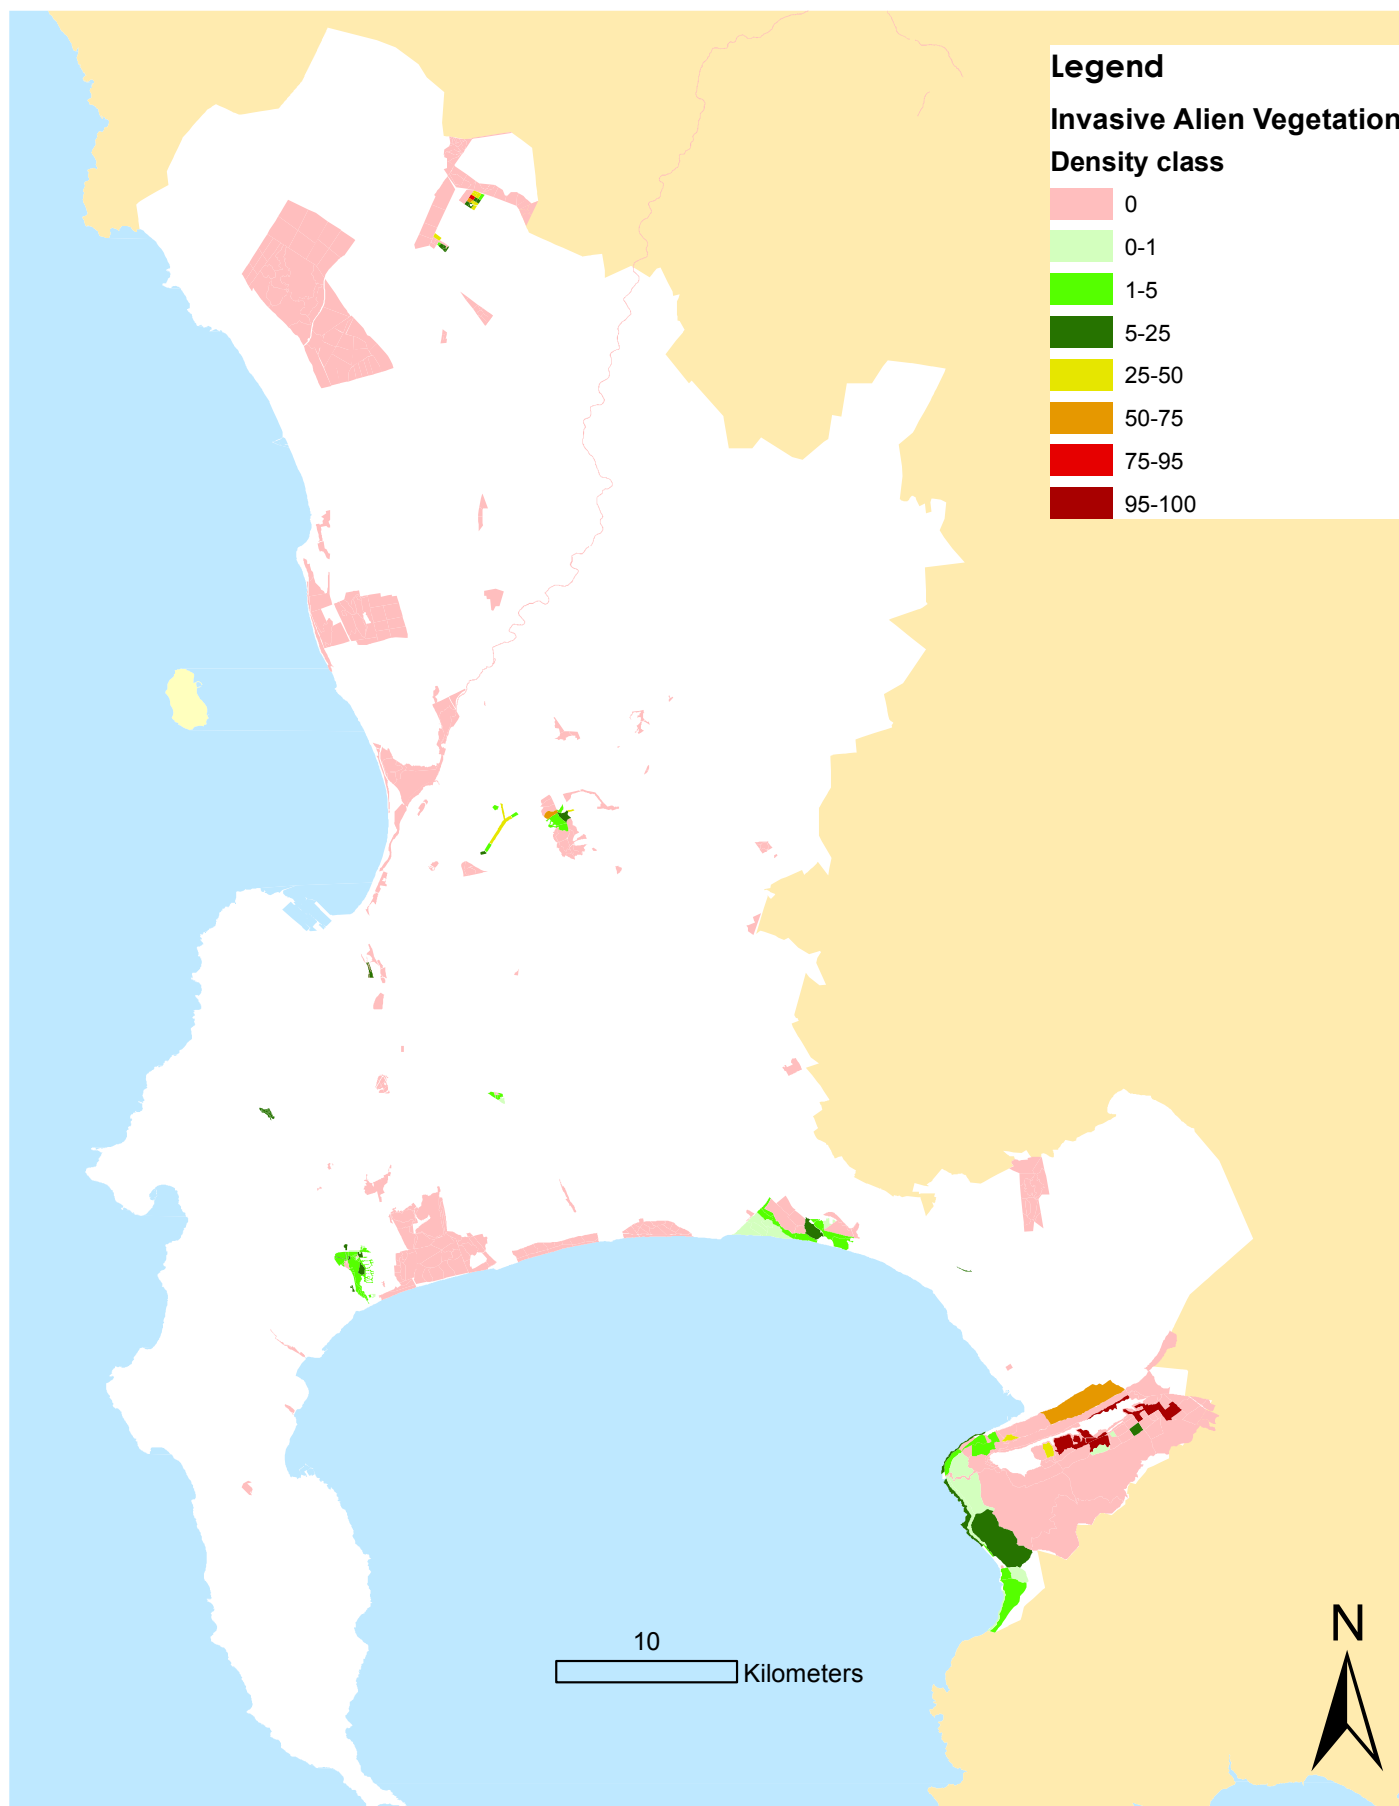 Legend
Invasive Alien Vegetation
Density class
0
0-1
1-5
5-25
25-50
50-75
75-95
95-100
N
10
Kilometers